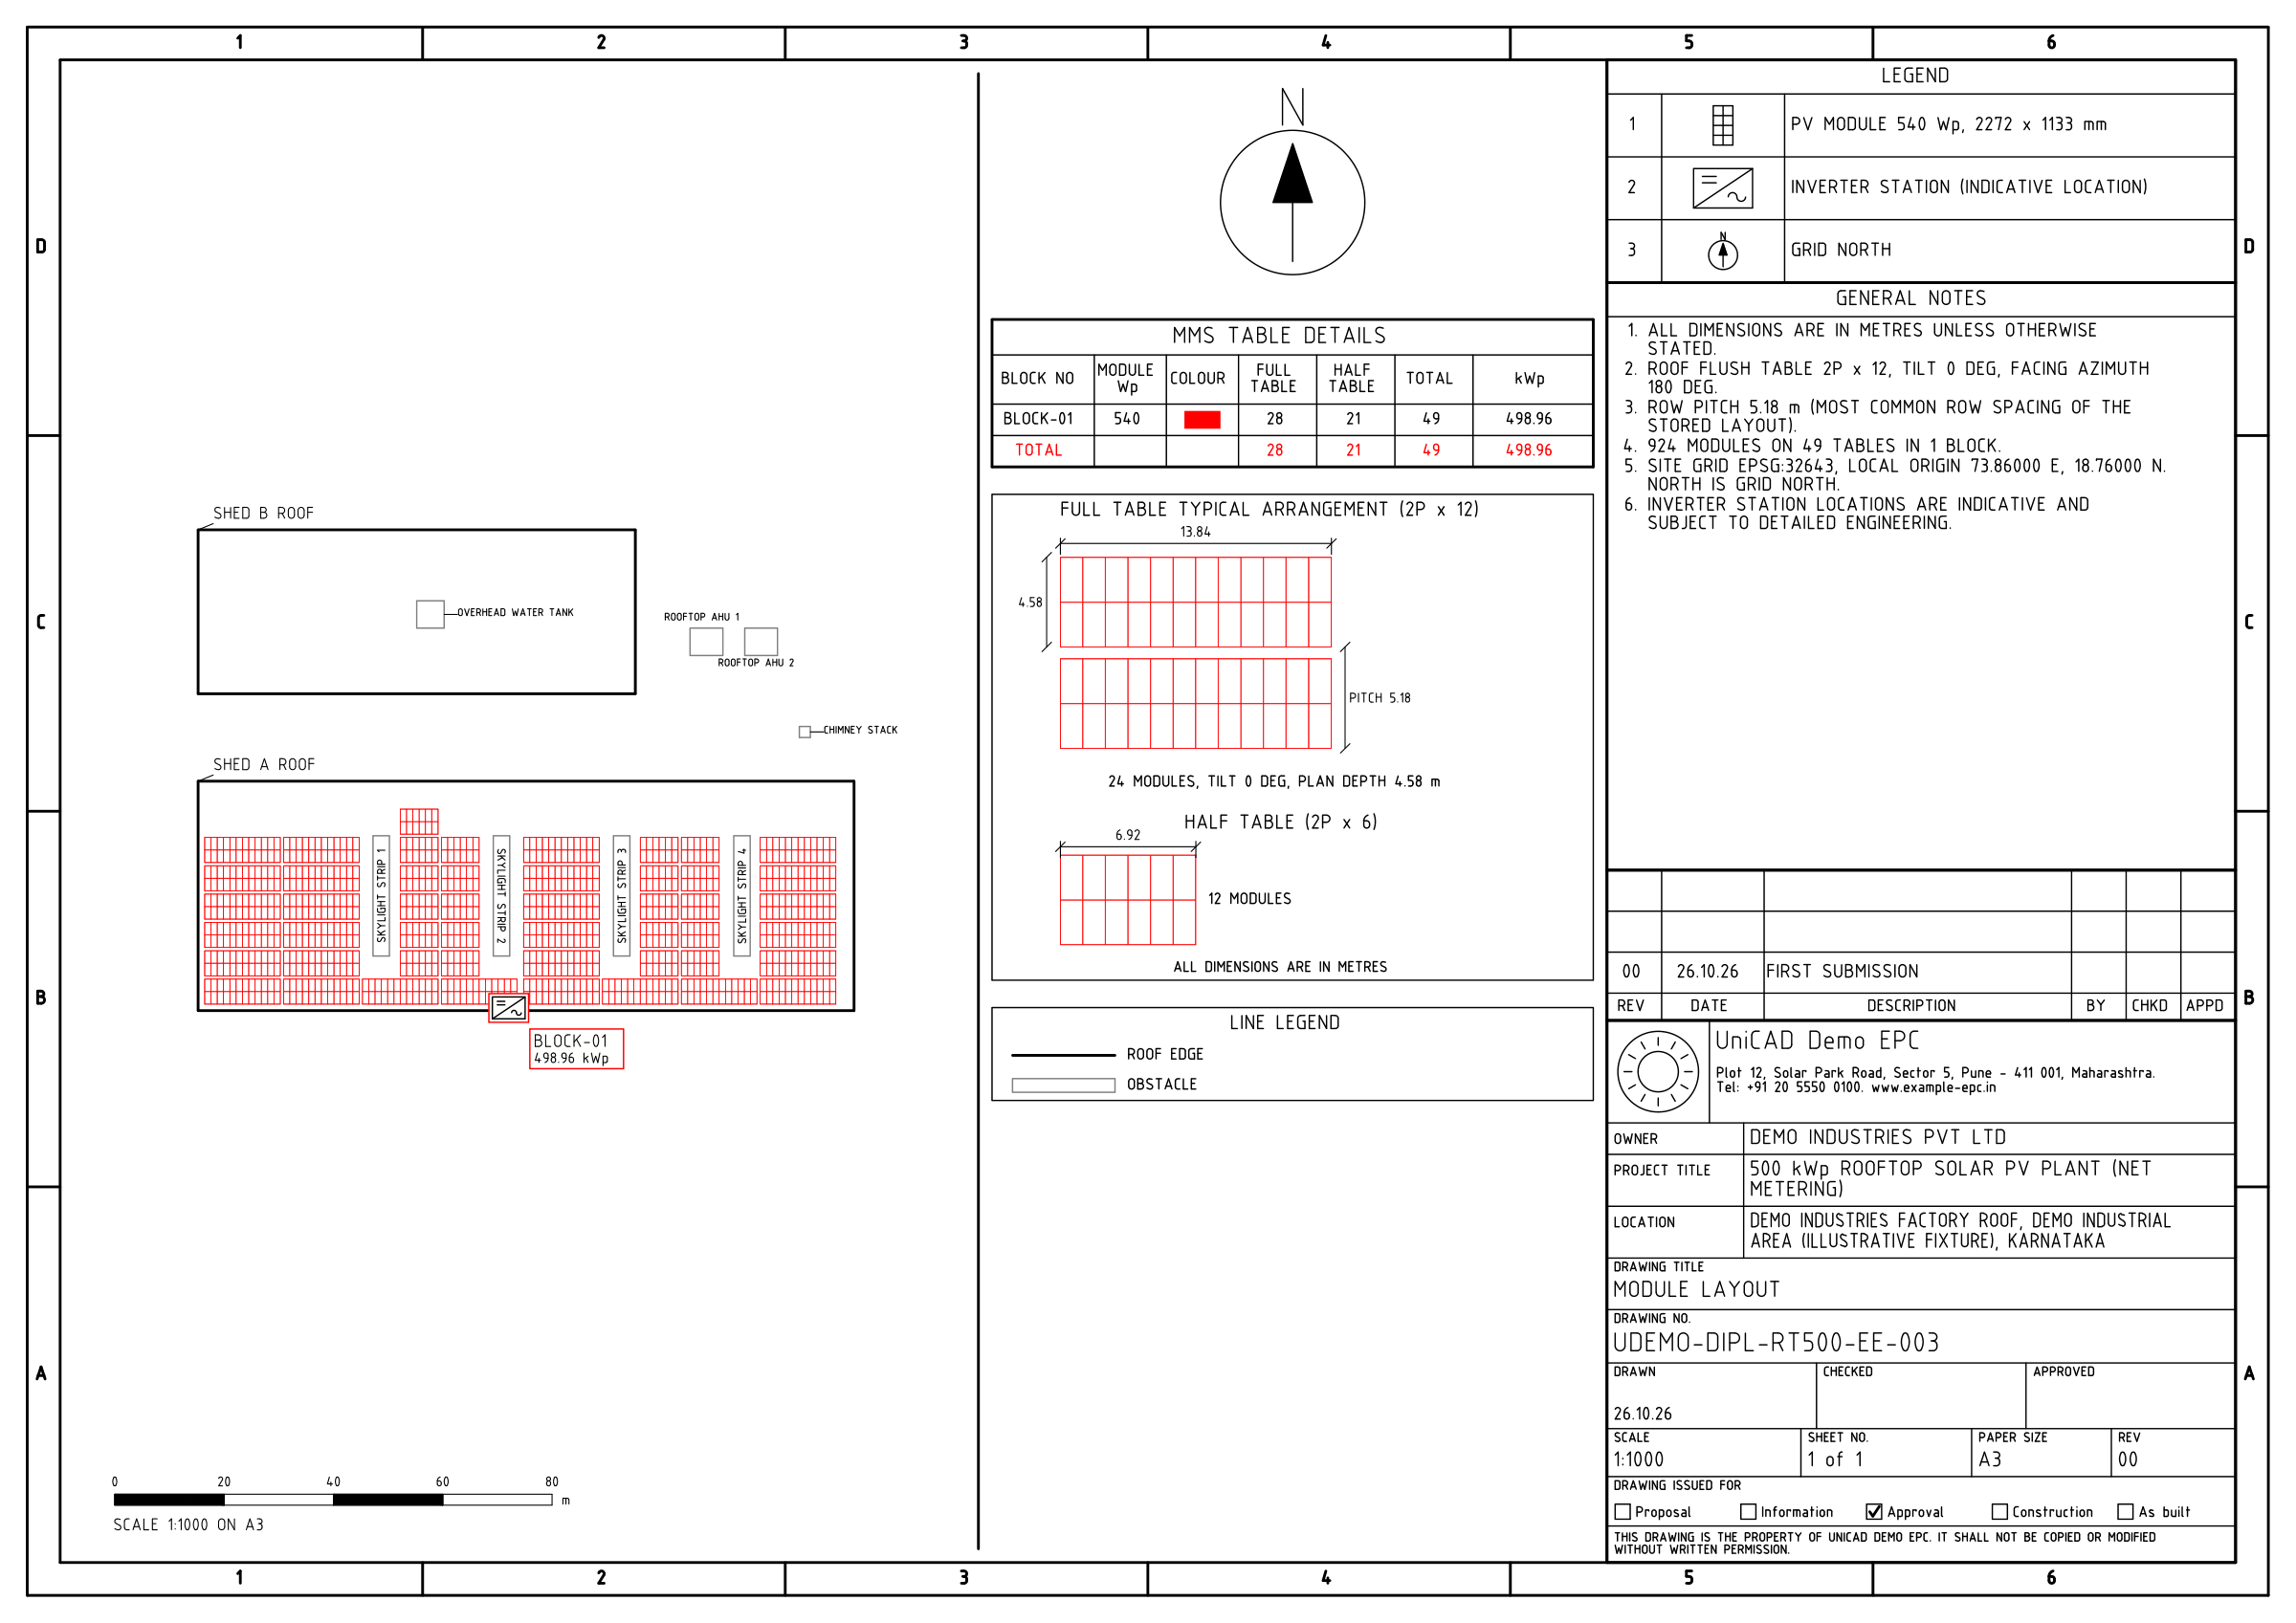 1 2 3 4 5 6
D
C
B
A
SHED B ROOF
OVERHEAD WATER TANK
ROOFTOP AHU 1
ROOFTOP AHU 2
CHIMNEY STACK
SHED A ROOF
SKYLIGHT STRIP 1
SKYLIGHT STRIP 2
SKYLIGHT STRIP 3
SKYLIGHT STRIP 4
BLOCK-01
498.96 kWp
0 20 40 60 80 m
SCALE 1:1000 ON A3
N
MMS TABLE DETAILS
BLOCK NO MODULE Wp COLOUR FULL TABLE HALF TABLE TOTAL kWp
BLOCK-01 540 28 21 49 498.96
TOTAL 28 21 49 498.96
FULL TABLE TYPICAL ARRANGEMENT (2P x 12)
13.84
4.58
PITCH 5.18
24 MODULES, TILT 0 DEG, PLAN DEPTH 4.58 m
HALF TABLE (2P x 6)
6.92
12 MODULES
ALL DIMENSIONS ARE IN METRES
LINE LEGEND
ROOF EDGE
OBSTACLE
LEGEND
1 PV MODULE 540 Wp, 2272 x 1133 mm
2 INVERTER STATION (INDICATIVE LOCATION)
3 N GRID NORTH
GENERAL NOTES
1. ALL DIMENSIONS ARE IN METRES UNLESS OTHERWISE
STATED.
2. ROOF FLUSH TABLE 2P x 12, TILT 0 DEG, FACING AZIMUTH
180 DEG.
3. ROW PITCH 5.18 m (MOST COMMON ROW SPACING OF THE
STORED LAYOUT).
4. 924 MODULES ON 49 TABLES IN 1 BLOCK.
5. SITE GRID EPSG:32643, LOCAL ORIGIN 73.86000 E, 18.76000 N.
NORTH IS GRID NORTH.
6. INVERTER STATION LOCATIONS ARE INDICATIVE AND
SUBJECT TO DETAILED ENGINEERING.
00 26.10.26 FIRST SUBMISSION
REV DATE DESCRIPTION BY CHKD APPD
UniCAD Demo EPC
Plot 12, Solar Park Road, Sector 5, Pune - 411 001, Maharashtra.
Tel: +91 20 5550 0100. www.example-epc.in
OWNER DEMO INDUSTRIES PVT LTD
PROJECT TITLE 500 kWp ROOFTOP SOLAR PV PLANT (NET
METERING)
LOCATION DEMO INDUSTRIES FACTORY ROOF, DEMO INDUSTRIAL
AREA (ILLUSTRATIVE FIXTURE), KARNATAKA
DRAWING TITLE
MODULE LAYOUT
DRAWING NO.
UDEMO-DIPL-RT500-EE-003
DRAWN CHECKED APPROVED
26.10.26
SCALE SHEET NO. PAPER SIZE REV
1:1000 1 of 1 A3 00
DRAWING ISSUED FOR
Proposal Information Approval Construction As built
THIS DRAWING IS THE PROPERTY OF UNICAD DEMO EPC. IT SHALL NOT BE COPIED OR MODIFIED
WITHOUT WRITTEN PERMISSION.
D
C
B
A
1 2 3 4 5 6